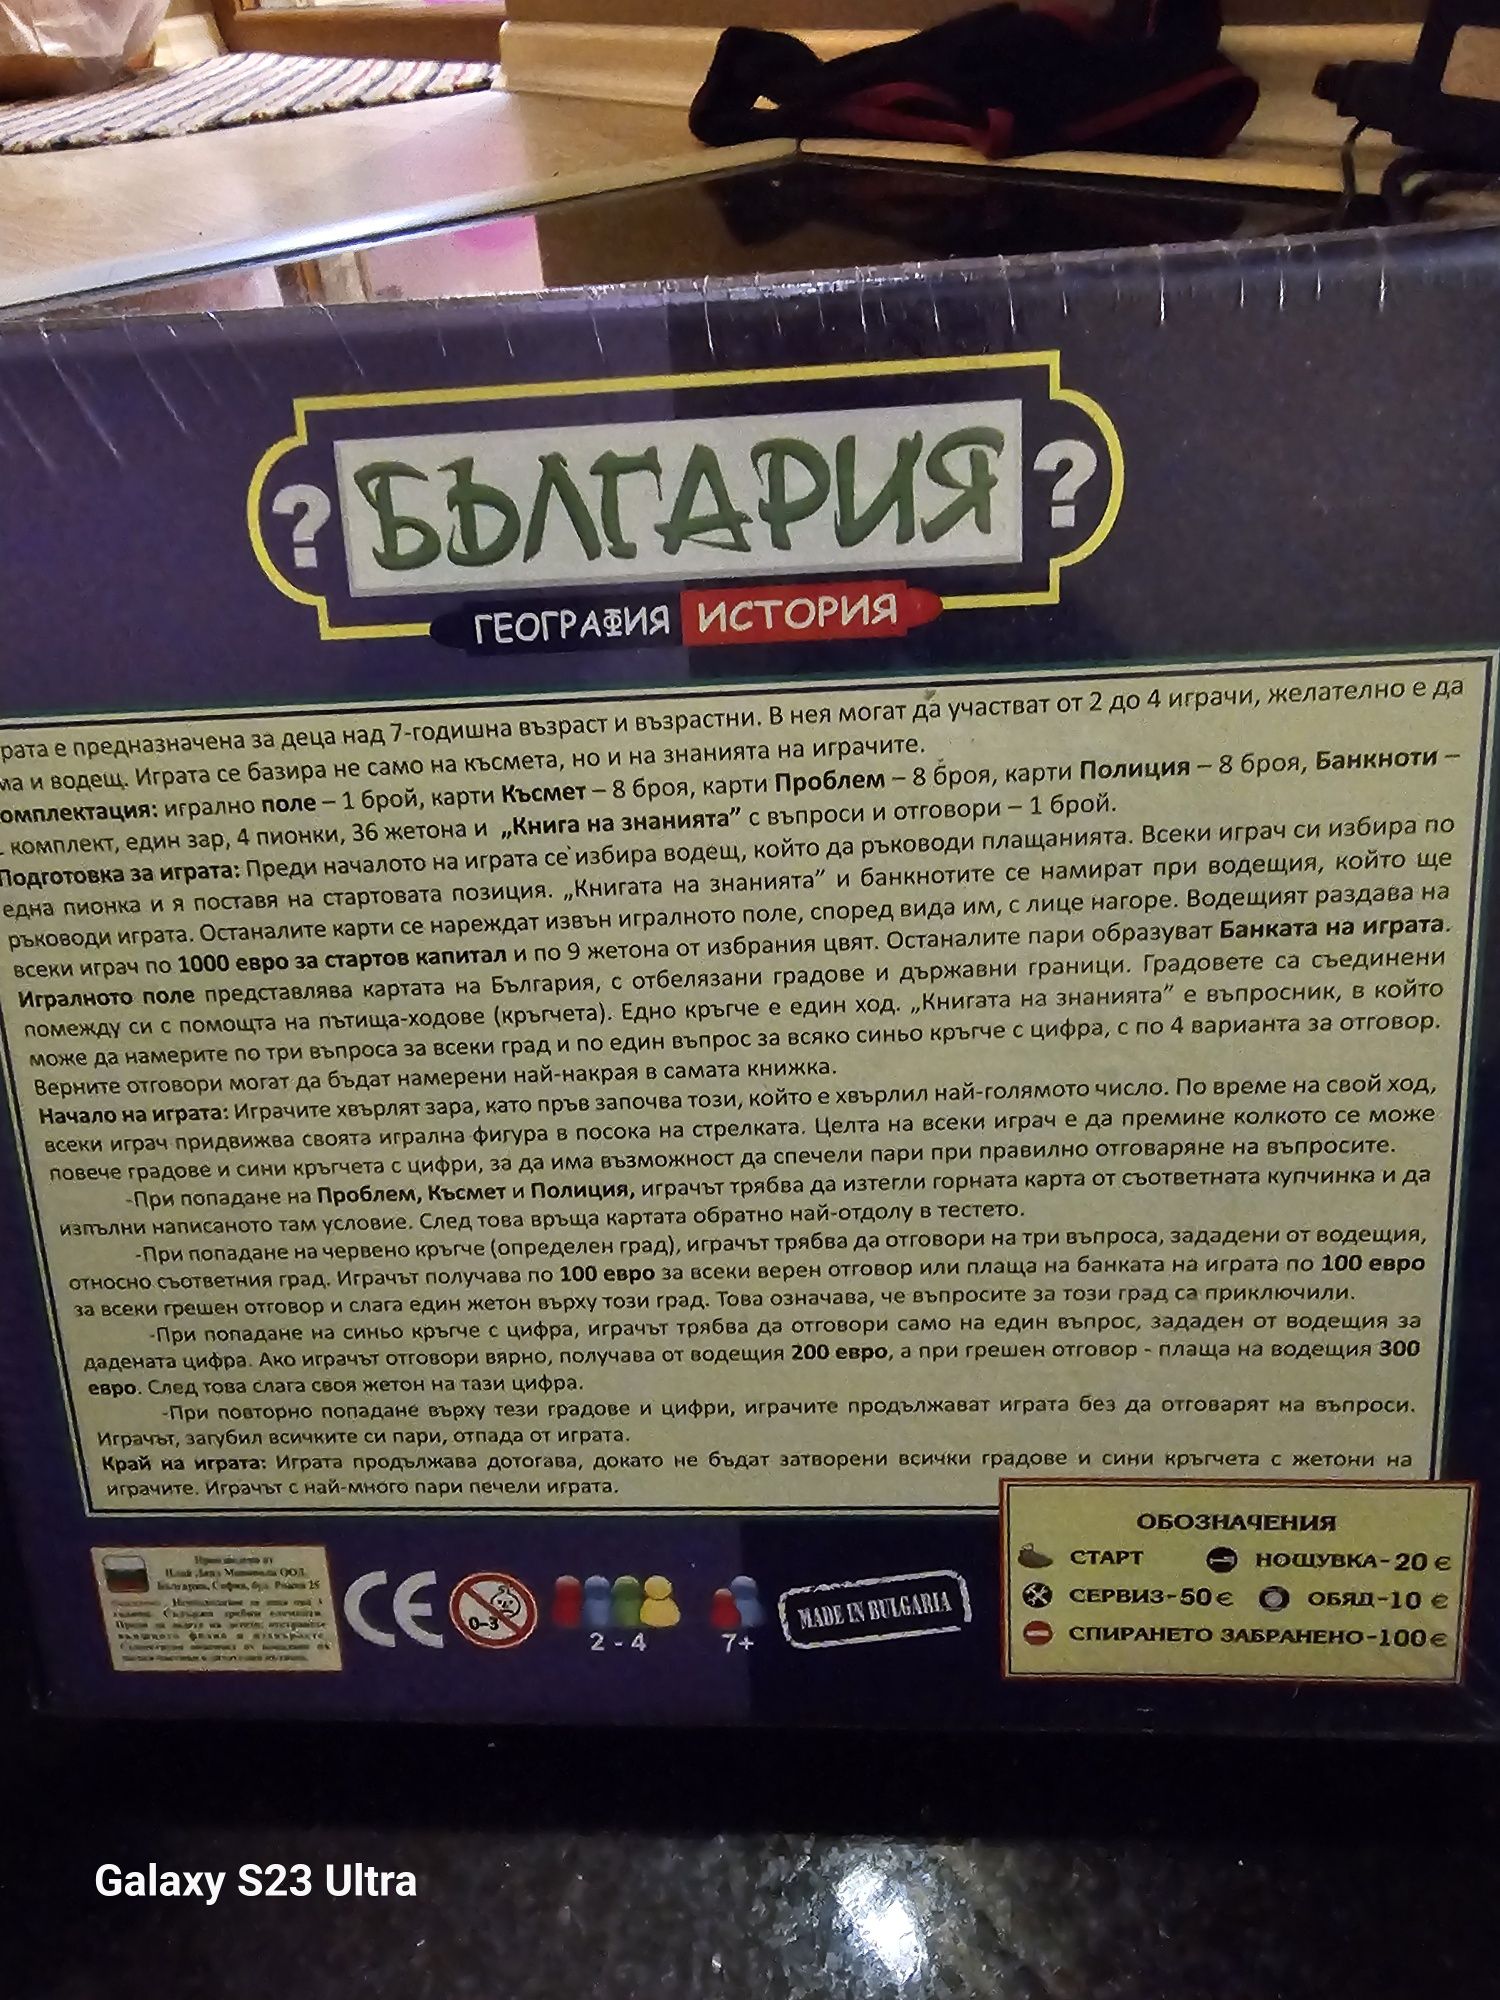 ? БЪЛГАРИЯ ?
ГЕОГРАФИЯ ИСТОРИЯ
рата е предназначена за деца над 7-годишна възраст и възрастни. В нея могат да участват от 2 до 4 играчи, желателно е да
ма и водещ. Играта се базира не само на късмета, но и на знанията на играчите.
омплектация: игрално поле – 1 брой, карти Късмет – 8 броя, карти Проблем – 8 броя, карти Полиция – 8 броя, Банкноти –
комплект, един зар, 4 пионки, 36 жетона и „Книга на знанията” с въпроси и отговори – 1 брой.
Подготовка за играта: Преди началото на играта се избира водещ, който да ръководи плащанията. Всеки играч си избира по
една пионка и я поставя на стартовата позиция. „Книгата на знанията” и банкнотите се намират при водещия, който ще
ръководи играта. Останалите карти се нареждат извън игралното поле, според вида им, с лице нагоре. Водещият раздава на
всеки играч по 1000 евро за стартов капитал и по 9 жетона от избрания цвят. Останалите пари образуват Банката на играта.
Игралното поле представлява картата на България, с отбелязани градове и държавни граници. Градовете са съединени
помежду си с помощта на пътища-ходове (кръгчета). Едно кръгче е един ход. „Книгата на знанията” е въпросник, в който
може да намерите по три въпроса за всеки град и по един въпрос за всяко синьо кръгче с цифра, с по 4 варианта за отговор.
Верните отговори могат да бъдат намерени най-накрая в самата книжка.
Начало на играта: Играчите хвърлят зара, като пръв започва този, който е хвърлил най-голямото число. По време на свой ход,
всеки играч придвижва своята игрална фигура в посока на стрелката. Целта на всеки играч е да премине колкото се може
повече градове и сини кръгчета с цифри, за да има възможност да спечели пари при правилно отговаряне на въпросите.
-При попадане на Проблем, Късмет и Полиция, играчът трябва да изтегли горната карта от съответната купчинка и да
изпълни написаното там условие. След това връща картата обратно най-отдолу в тестето.
-При попадане на червено кръгче (определен град), играчът трябва да отговори на три въпроса, зададени от водещия,
относно съответния град. Играчът получава по 100 евро за всеки верен отговор или плаща на банката на играта по 100 евро
за всеки грешен отговор и слага един жетон върху този град. Това означава, че въпросите за този град са приключили.
-При попадане на синьо кръгче с цифра, играчът трябва да отговори само на един въпрос, зададен от водещия за
дадената цифра. Ако играчът отговори вярно, получава от водещия 200 евро, а при грешен отговор - плаща на водещия 300
евро. След това слага своя жетон на тази цифра.
-При повторно попадане върху тези градове и цифри, играчите продължават играта без да отговарят на въпроси.
Играчът, загубил всичките си пари, отпада от играта.
Край на играта: Играта продължава дотогава, докато не бъдат затворени всички градове и сини кръгчета с жетони на
играчите. Играчът с най-много пари печели играта.
ОБОЗНАЧЕНИЯ
СТАРТ НОЩУВКА-20 €
СЕРВИЗ-50 € ОБЯД-10 €
СПИРАНЕТО ЗАБРАНЕНО-100 €
CE
0-3
2 - 4
7+
MADE IN BULGARIA
Galaxy S23 Ultra